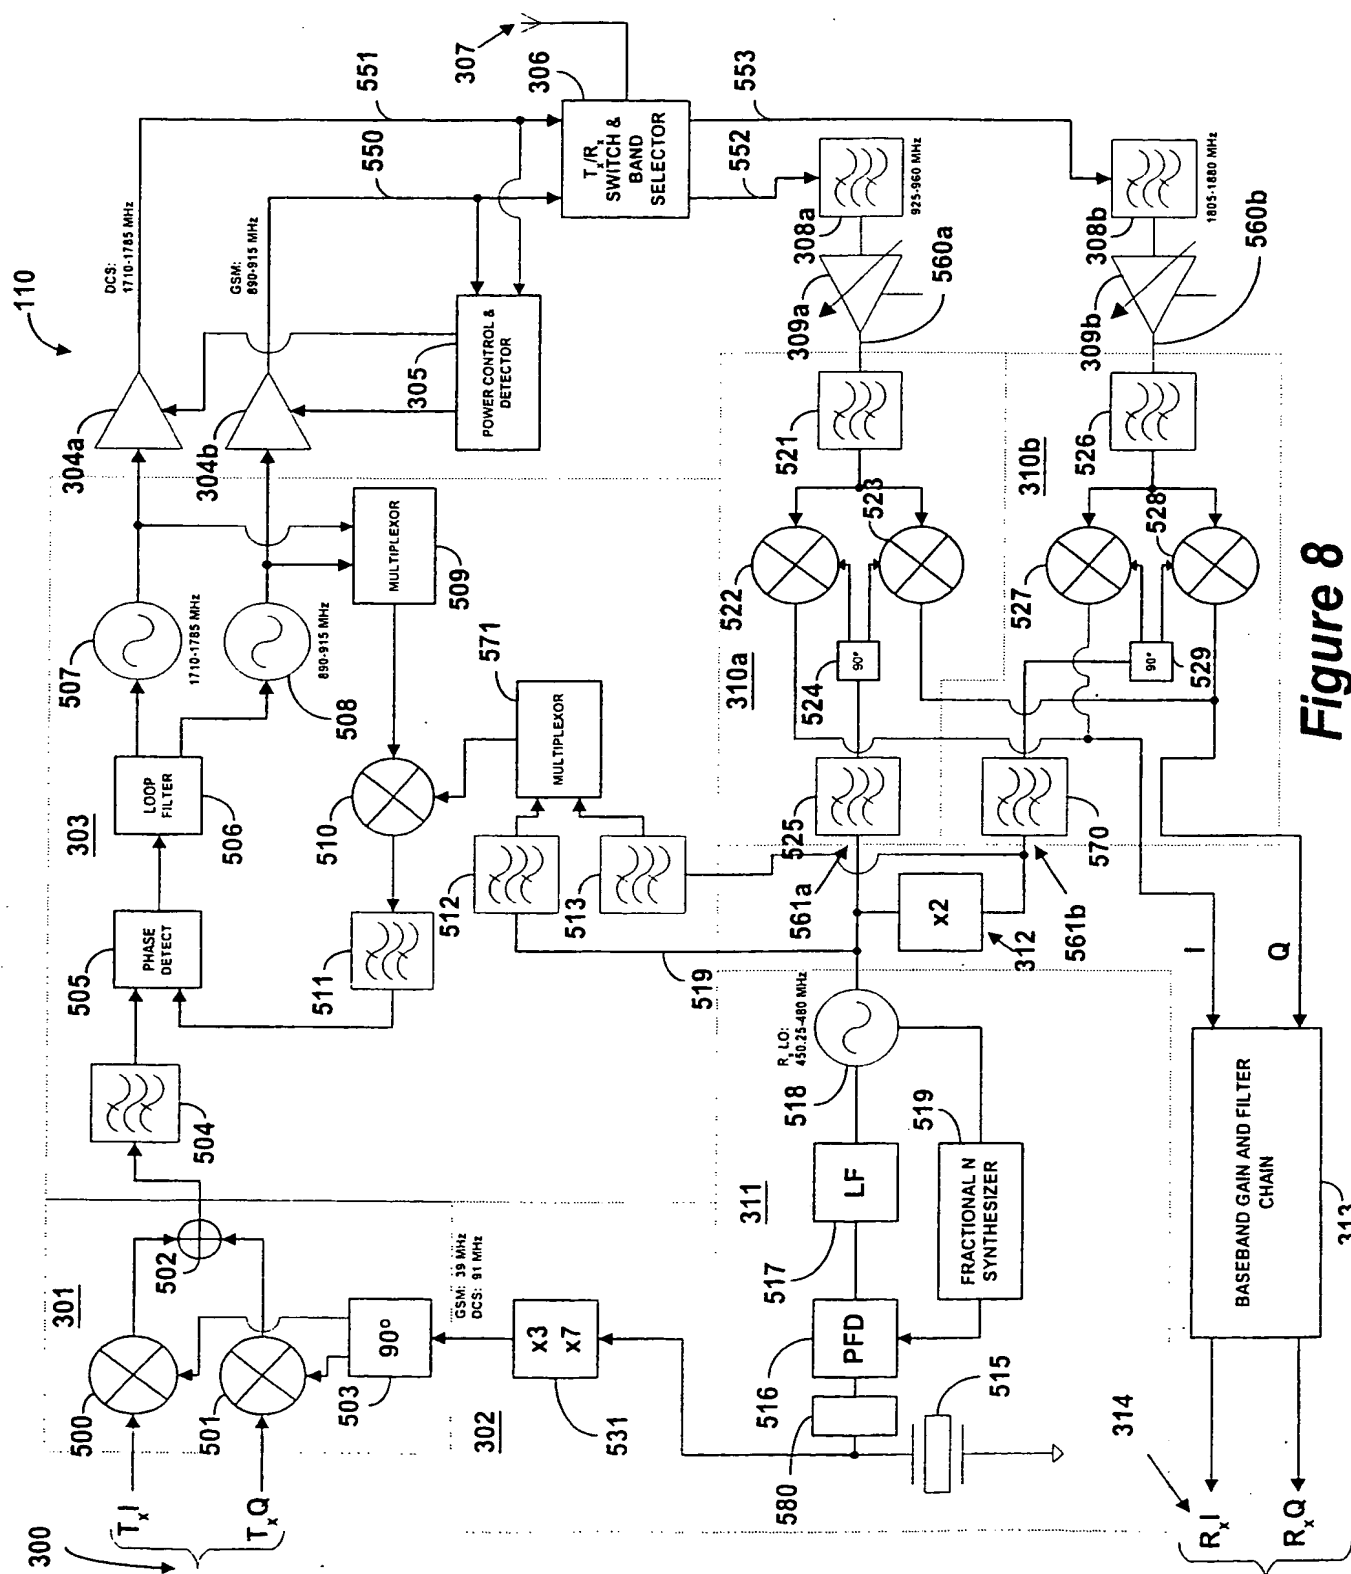 300
TxI
TxQ
500
501
301
502
503
90°
302
GSM: 39 MHz
DCS: 91 MHz
x3
x7
531
504
505
PHASE
DETECT
303
LOOP
FILTER
506
507
1710-1785 MHz
508
890-915 MHz
MULTIPLEXOR
509
510
511
512
513
571
MULTIPLEXOR
519
304a
304b
110
DCS:
1710-1785 MHz
GSM:
890-915 MHz
305
POWER CONTROL &
DETECTOR
550
551
307
306
Tx/Rx
SWITCH &
BAND
SELECTOR
552
553
308a
925-960 MHz
309a
560a
308b
1805-1880 MHz
309b
560b
521
522
523
524
90°
310a
525
561a
526
527
528
529
90°
310b
570
561b
x2
312
RxLO:
450.25-480 MHz
518
519
FRACTIONAL N
SYNTHESIZER
311
LF
517
PFD
516
580
515
I
Q
BASEBAND GAIN AND FILTER
CHAIN
313
314
RxI
RxQ
Figure 8